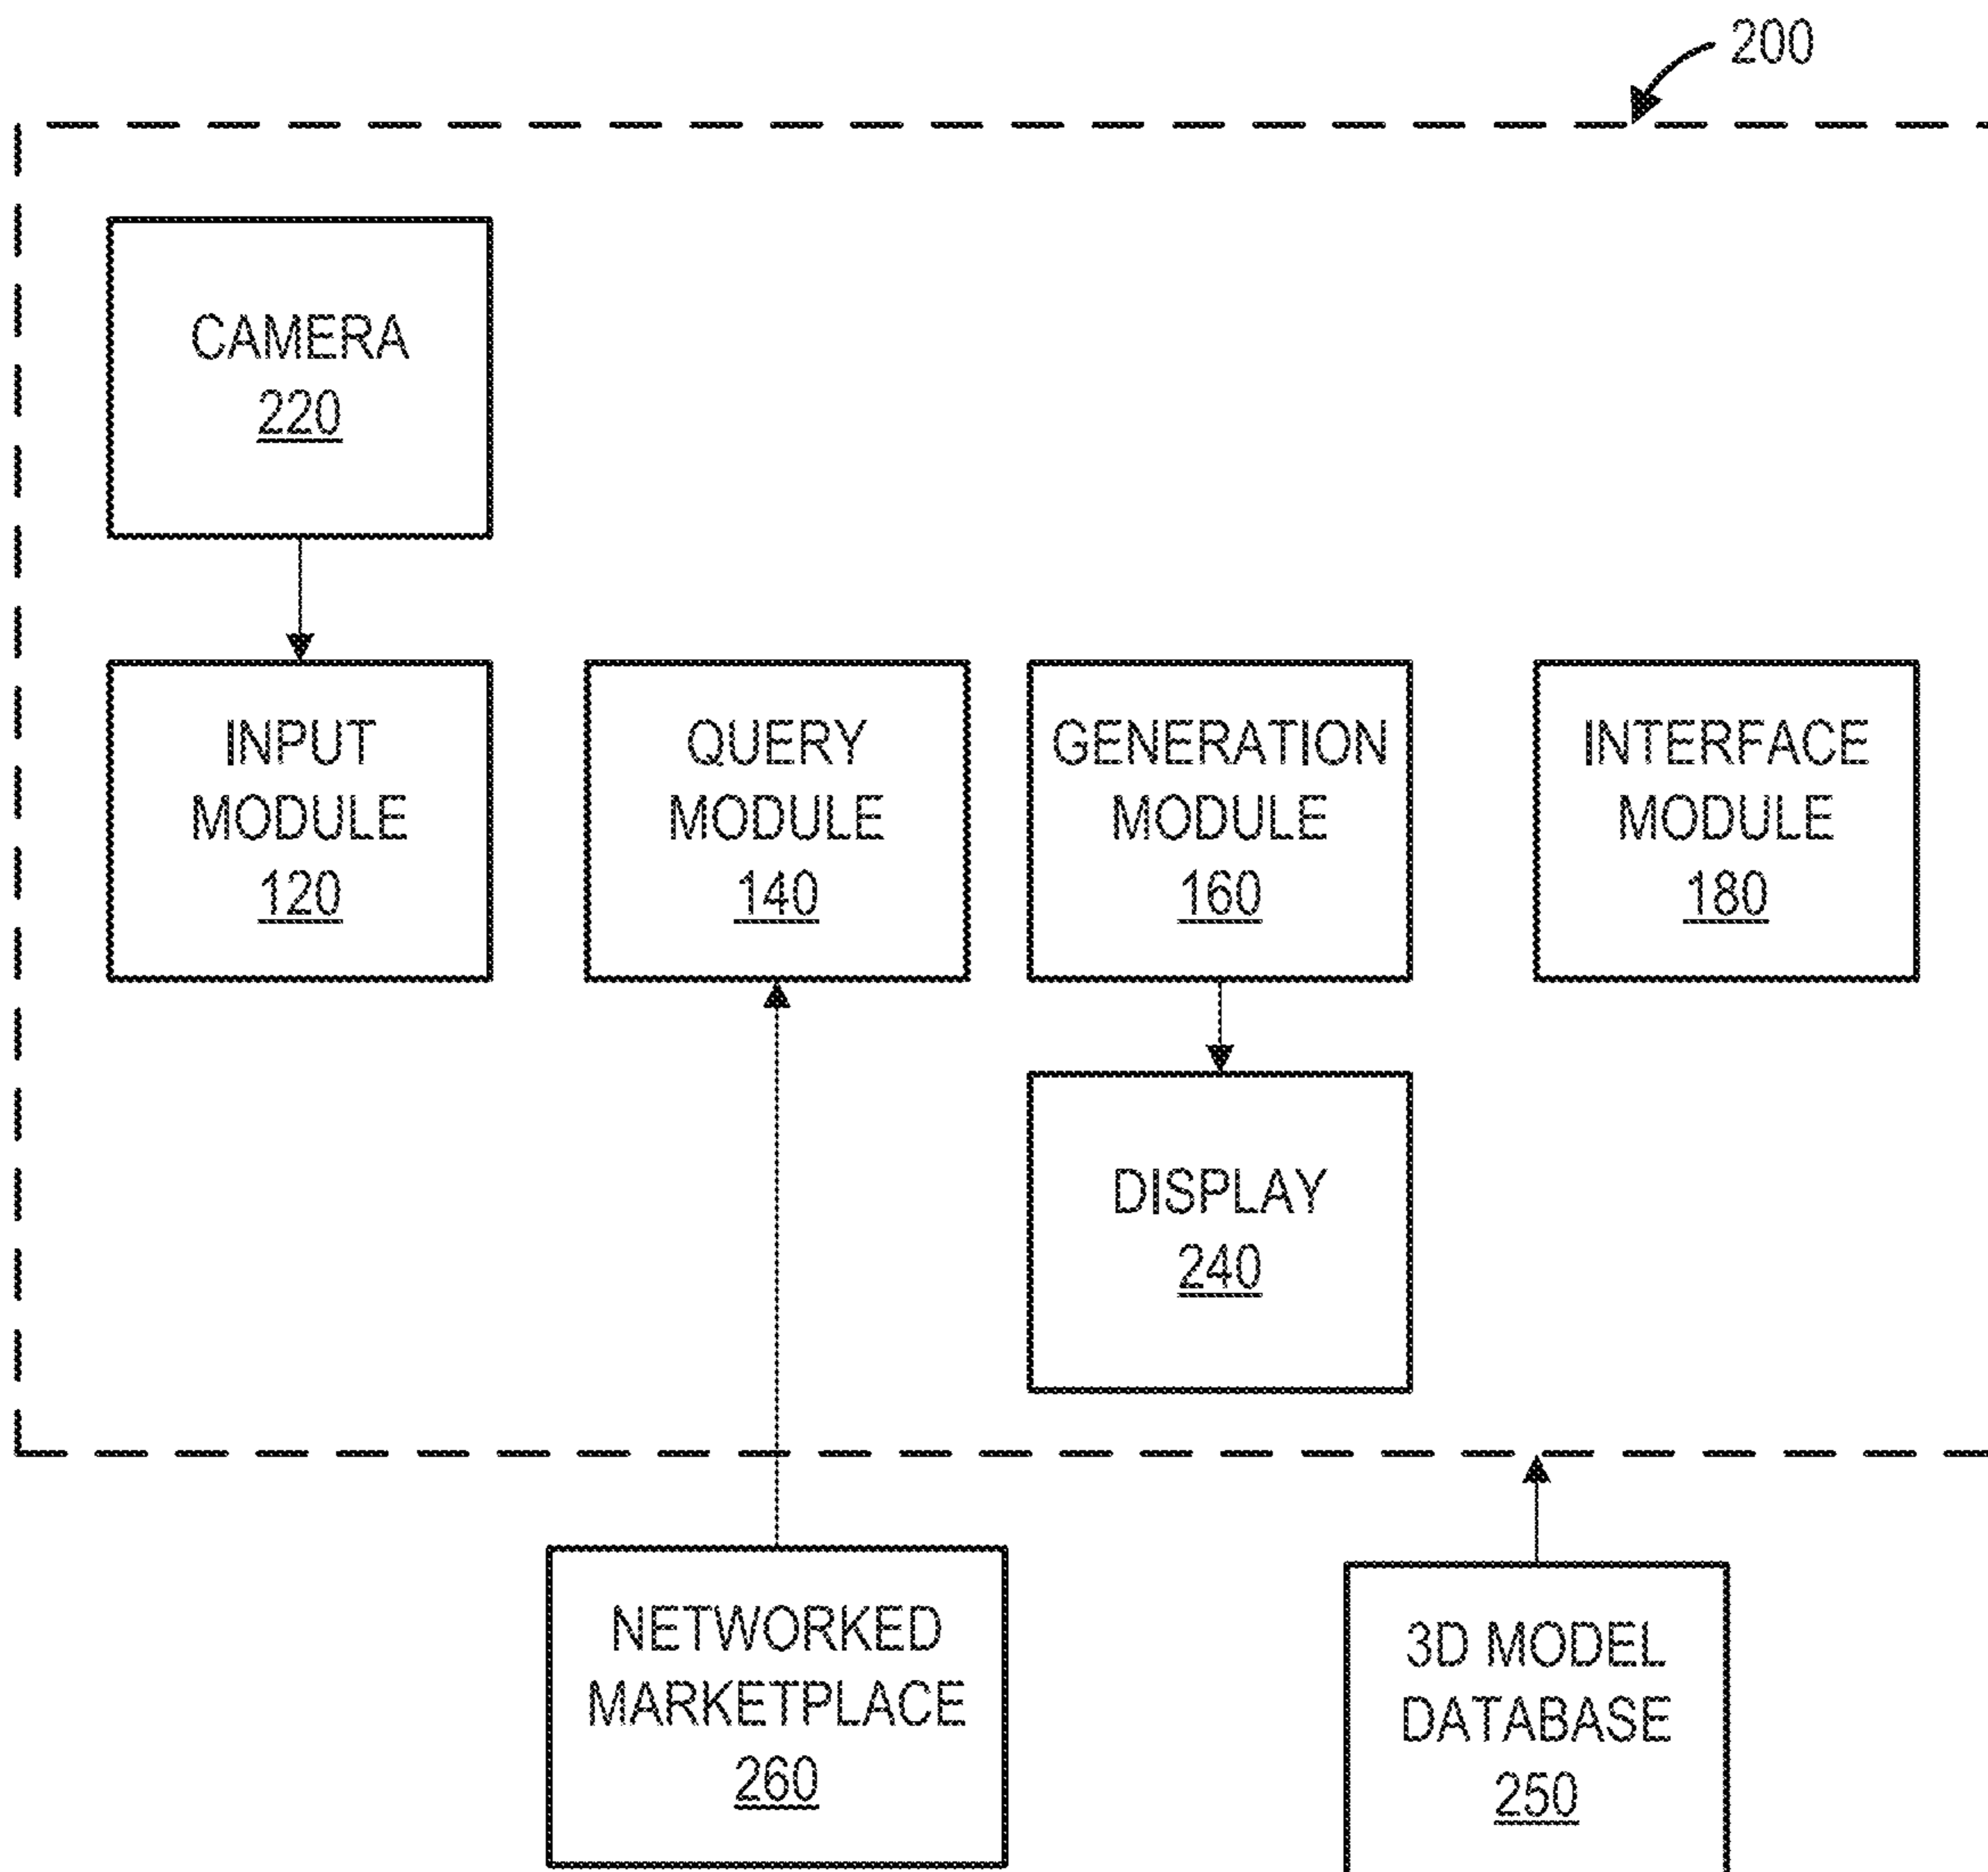 200
CAMERA
220
INPUT
MODULE
120
QUERY
MODULE
140
GENERATION
MODULE
160
INTERFACE
MODULE
180
DISPLAY
240
NETWORKED
MARKETPLACE
260
3D MODEL
DATABASE
250